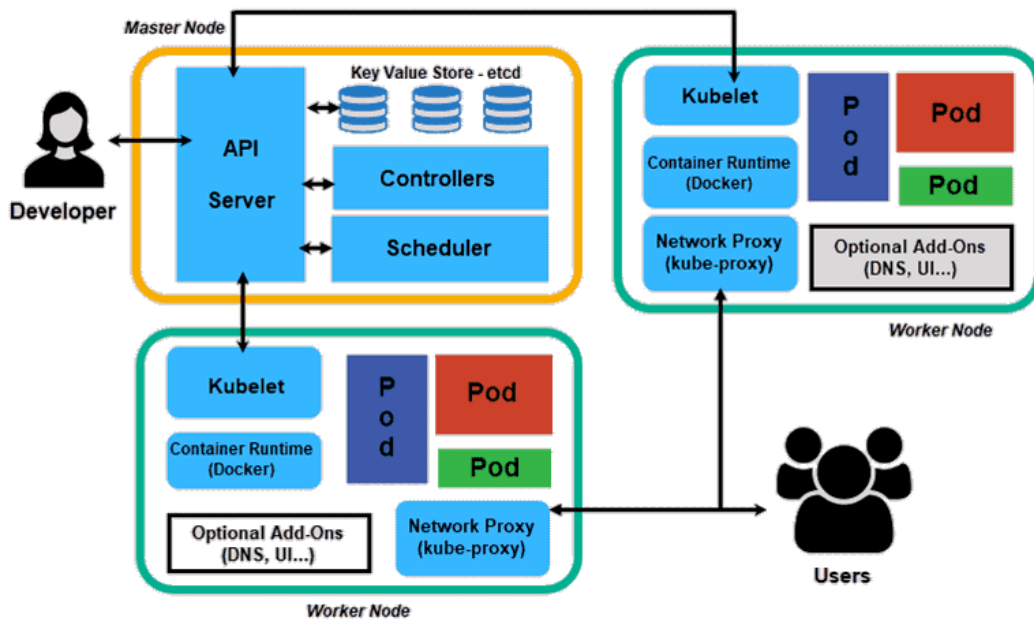 Master Node
Key Value Store - etcd
API
Server
Controllers
Scheduler
Developer
Kubelet
Container Runtime
(Docker)
Network Proxy
(kube-proxy)
P
o
d
Pod
Pod
Optional Add-Ons
(DNS, UI...)
Worker Node
Kubelet
Container Runtime
(Docker)
P
o
d
Pod
Pod
Optional Add-Ons
(DNS, UI...)
Network Proxy
(kube-proxy)
Worker Node
Users